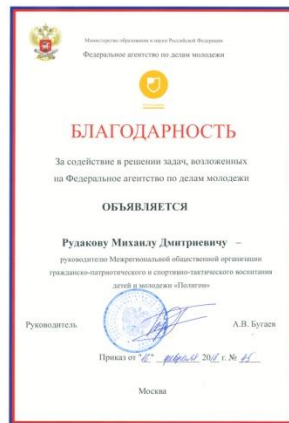 Министерство образования и науки Российской Федерации
Федеральное агентство по делам молодежи
БЛАГОДАРНОСТЬ
За содействие в решении задач, возложенных
на Федеральное агентство по делам молодежи
ОБЪЯВЛЯЕТСЯ
Рудакову Михаилу Дмитриевичу –
руководителю Межрегиональной общественной организации
гражданско-патриотического и спортивно-тактического воспитания
детей и молодежи «Полигон»
Руководитель А.В. Бугаев
Приказ от февраля г. №
Москва